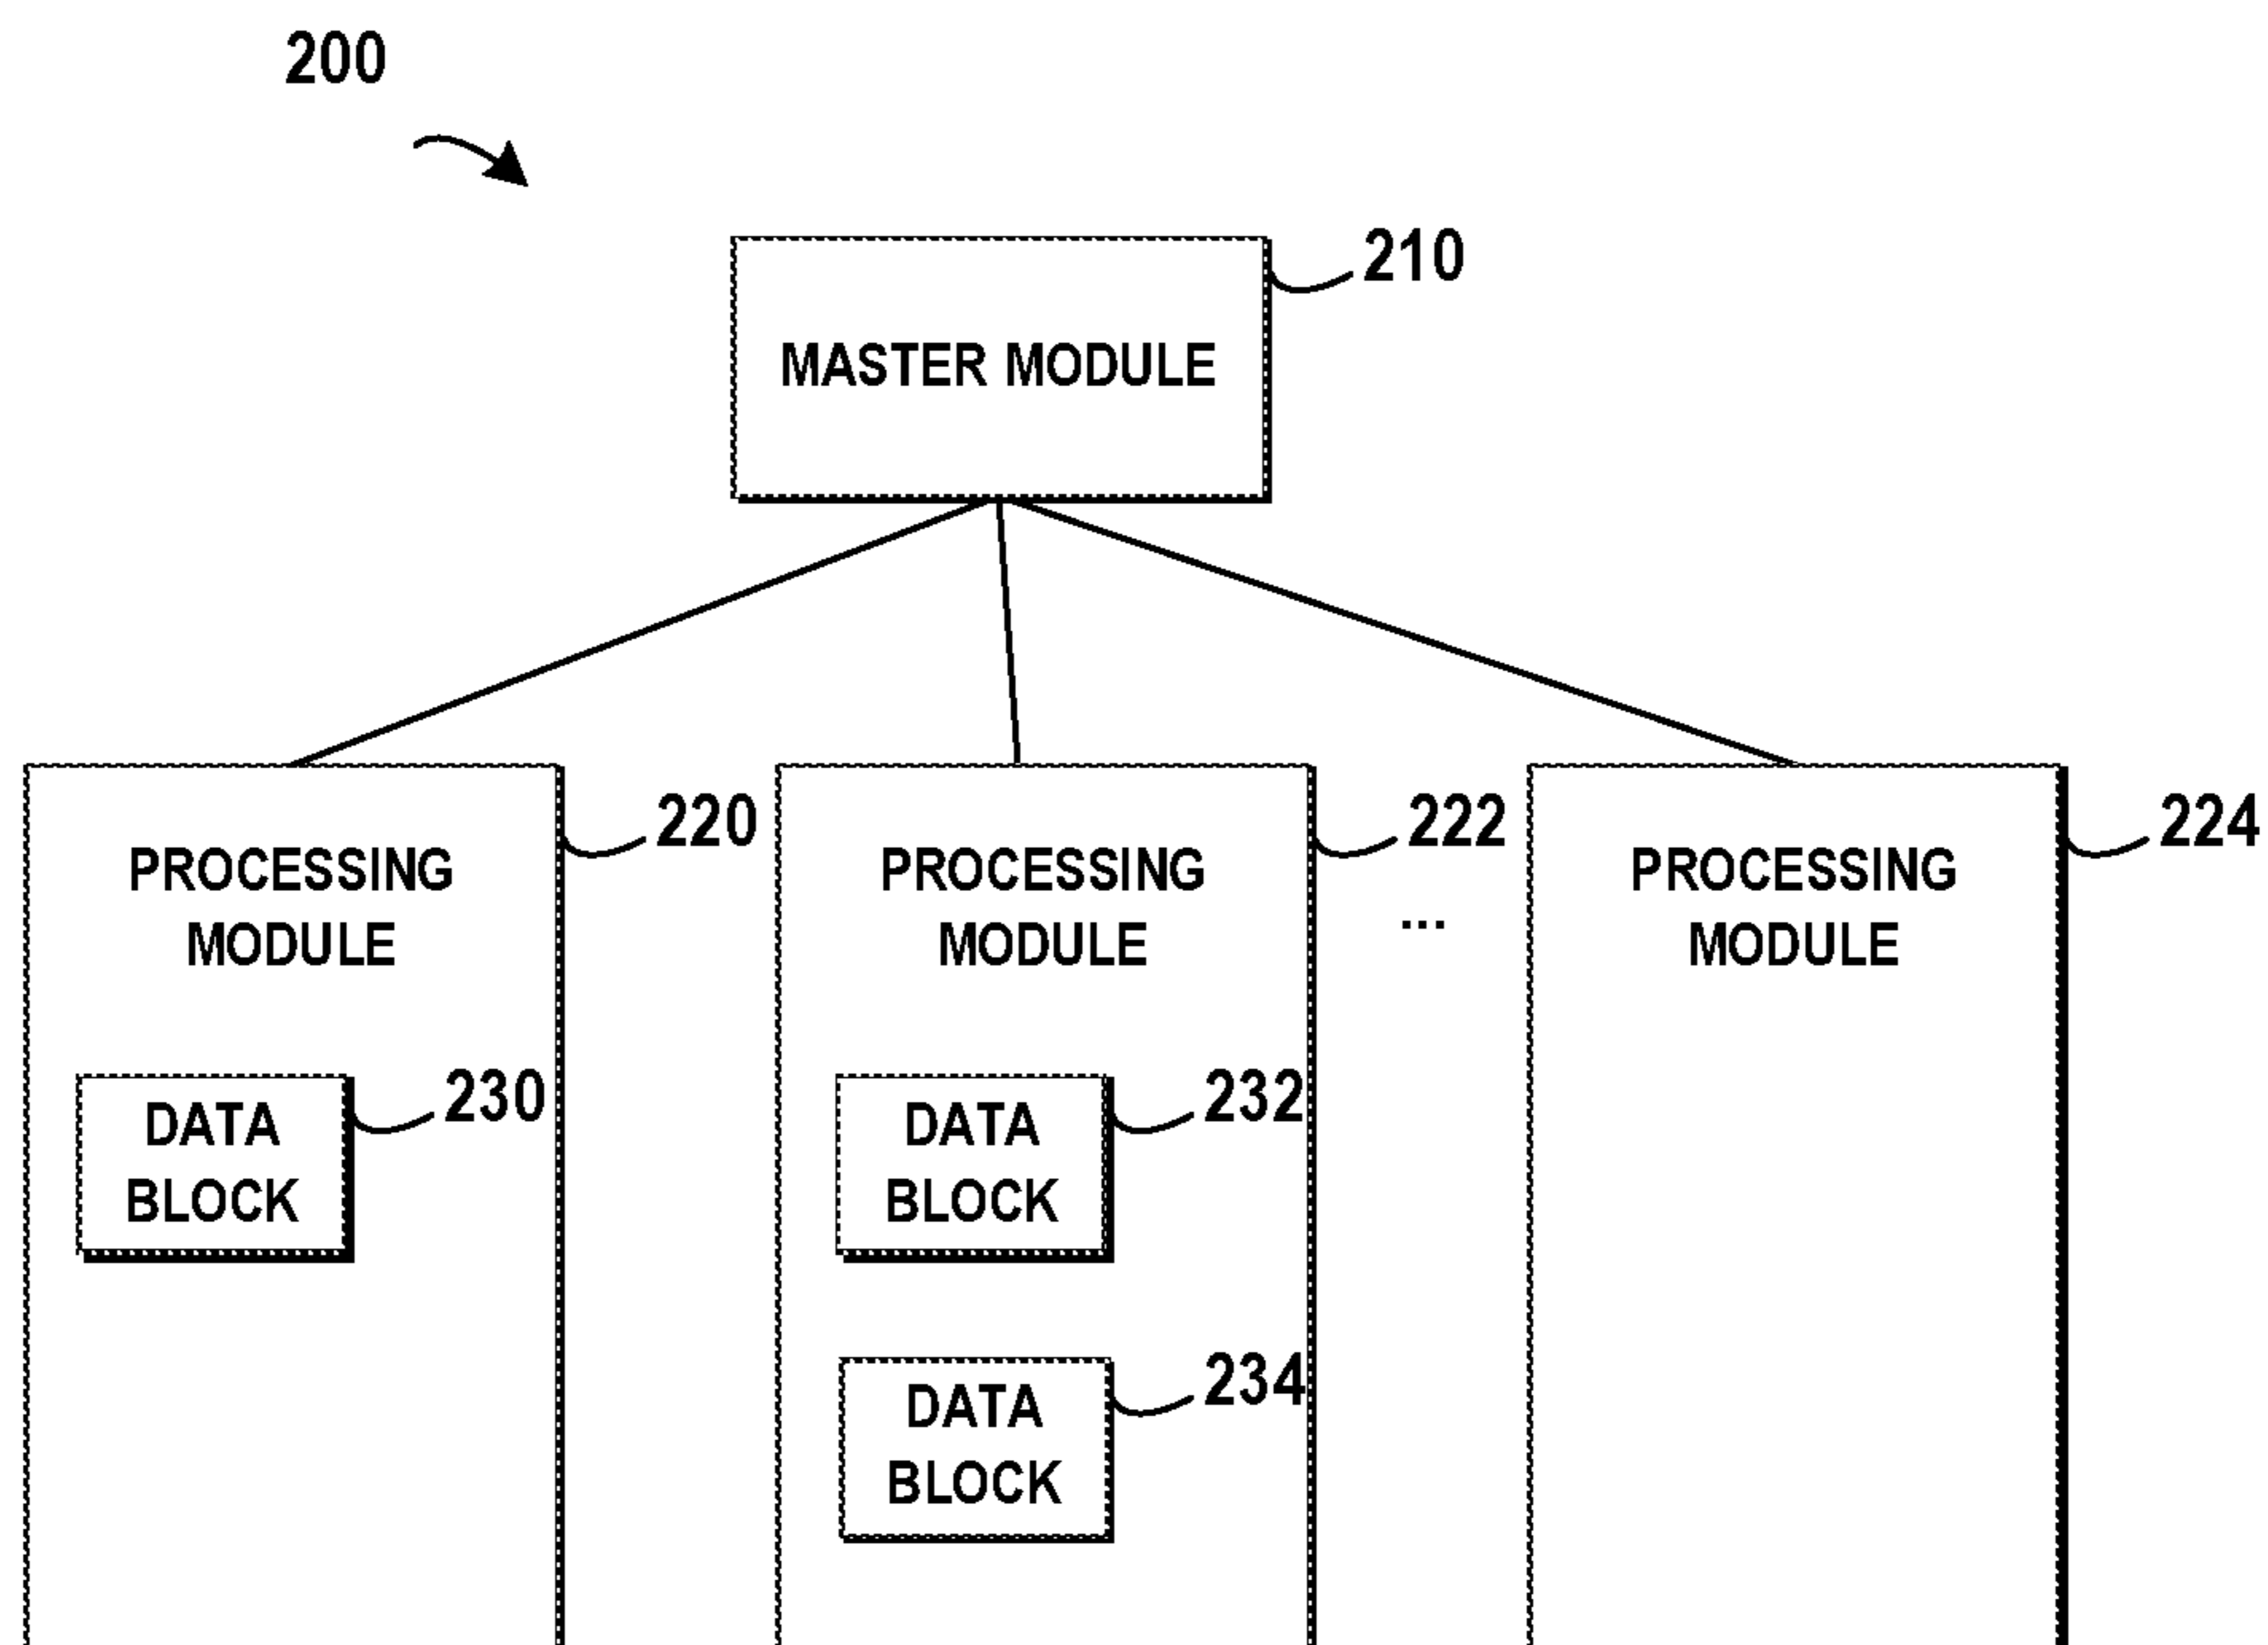 200
210
MASTER MODULE
220
222
224
PROCESSING
MODULE
PROCESSING
MODULE
...
PROCESSING
MODULE
230
DATA
BLOCK
232
DATA
BLOCK
234
DATA
BLOCK